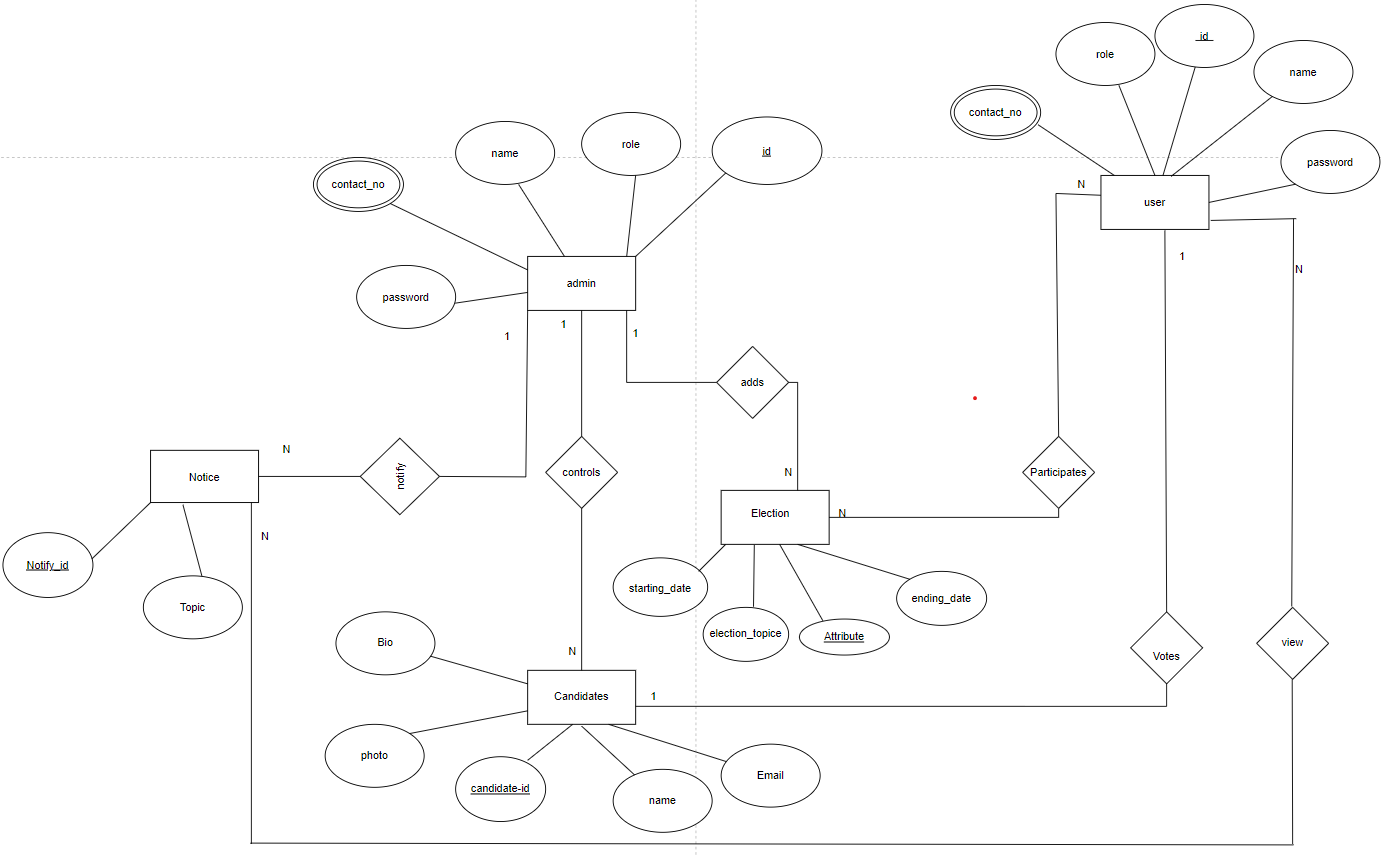 id
role
name
contact_no
password
user
N
1
N
name
role
id
contact_no
password
admin
1
1
1
adds
Notice
N
notify
controls
N
Election
N
Participates
N
Notify_id
Topic
starting_date
election_topice
Attribute
ending_date
Bio
N
Candidates
1
Votes
view
photo
candidate-id
name
Email